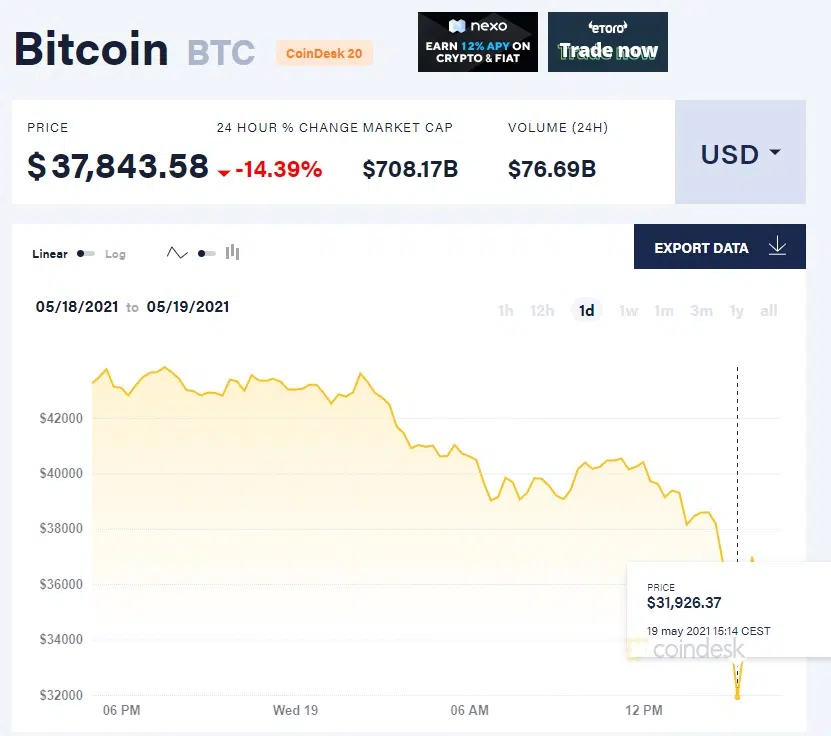 Bitcoin BTC CoinDesk 20
nexo
EARN 12% APY ON
CRYPTO & FIAT
eTORO
Trade now
PRICE 24 HOUR % CHANGE MARKET CAP VOLUME (24H)
$37,843.58 -14.39% $708.17B $76.69B
USD
Linear Log
EXPORT DATA
05/18/2021 to 05/19/2021
1h 12h 1d 1w 1m 3m 1y all
$42000
$40000
$38000
$36000
PRICE
$31,926.37
19 may 2021 15:14 CEST
$34000
coindesk
$32000
06 PM Wed 19 06 AM 12 PM